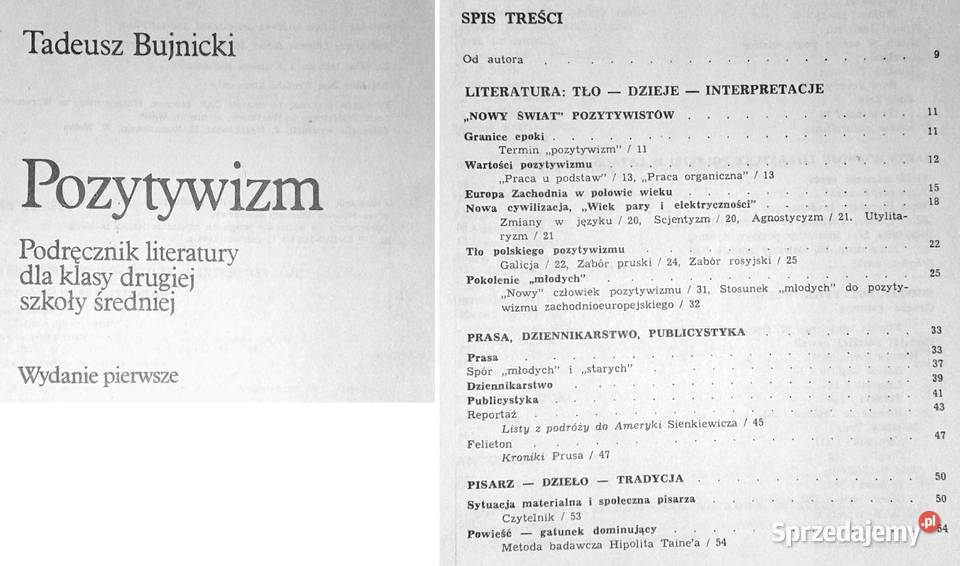 Tadeusz Bujnicki
Pozytywizm
Podręcznik literatury
dla klasy drugiej
szkoły średniej
Wydanie pierwsze
SPIS TREŚCI
Od autora . . . . . . . . . . . . . 9
LITERATURA: TŁO — DZIEJE — INTERPRETACJE
„NOWY ŚWIAT” POZYTYWISTÓW . . . . . . . 11
Granice epoki . . . . . . . . . . . . 11
Termin „pozytywizm” / 11
Wartości pozytywizmu . . . . . . . . . . 12
„Praca u podstaw” / 13, „Praca organiczna” / 13
Europa Zachodnia w połowie wieku . . . . . . . 15
Nowa cywilizacja, „Wiek pary i elektryczności” . . . . . 18
Zmiany w języku / 20, Scjentyzm / 20, Agnostycyzm / 21, Utylita-
ryzm / 21
Tło polskiego pozytywizmu . . . . . . . . . 22
Galicja / 22, Zabór pruski / 24, Zabór rosyjski / 25
Pokolenie „młodych” . . . . . . . . . . 25
„Nowy” człowiek pozytywizmu / 31, Stosunek „młodych” do pozyty-
wizmu zachodnioeuropejskiego / 32
PRASA, DZIENNIKARSTWO, PUBLICYSTYKA . . . . . 33
Prasa . . . . . . . . . . . . . . 33
Spór „młodych” i „starych” . . . . . . . . . 37
Dziennikarstwo . . . . . . . . . . . . 39
Publicystyka . . . . . . . . . . . . . 41
Reportaż . . . . . . . . . . . . . 43
Listy z podróży do Ameryki Sienkiewicza / 45
Felieton . . . . . . . . . . . . . 47
Kroniki Prusa / 47
PISARZ — DZIEŁO — TRADYCJA . . . . . . . 50
Sytuacja materialna i społeczna pisarza . . . . . . 50
Czytelnik / 53
Powieść — gatunek dominujący . . . . . . . . 54
Metoda badawcza Hipolita Taine'a / 54
Sprzedajemy.pl